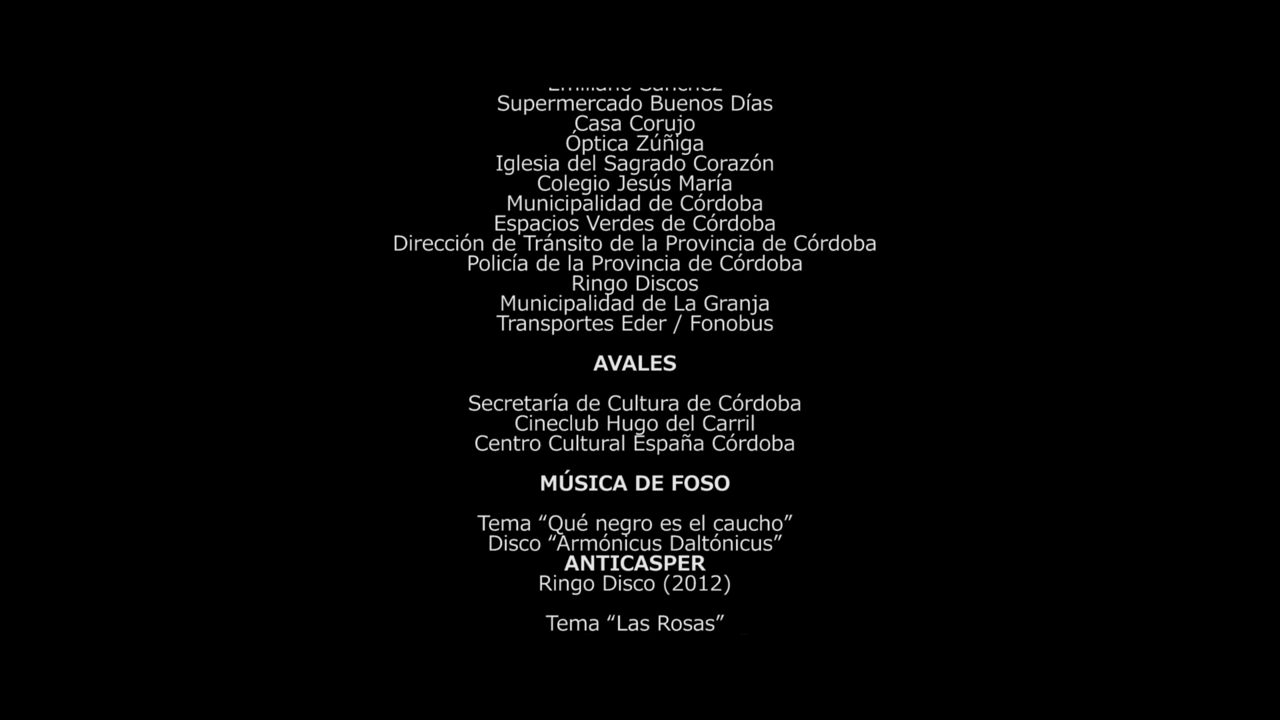 Emiliano Sánchez
Supermercado Buenos Días
Casa Corujo
Óptica Zúñiga
Iglesia del Sagrado Corazón
Colegio Jesús María
Municipalidad de Córdoba
Espacios Verdes de Córdoba
Dirección de Tránsito de la Provincia de Córdoba
Policía de la Provincia de Córdoba
Ringo Discos
Municipalidad de La Granja
Transportes Eder / Fonobus
AVALES
Secretaría de Cultura de Córdoba
Cineclub Hugo del Carril
Centro Cultural España Córdoba
MÚSICA DE FOSO
Tema “Qué negro es el caucho”
Disco “Armónicus Daltónicus”
ANTICASPER
Ringo Disco (2012)
Tema “Las Rosas”